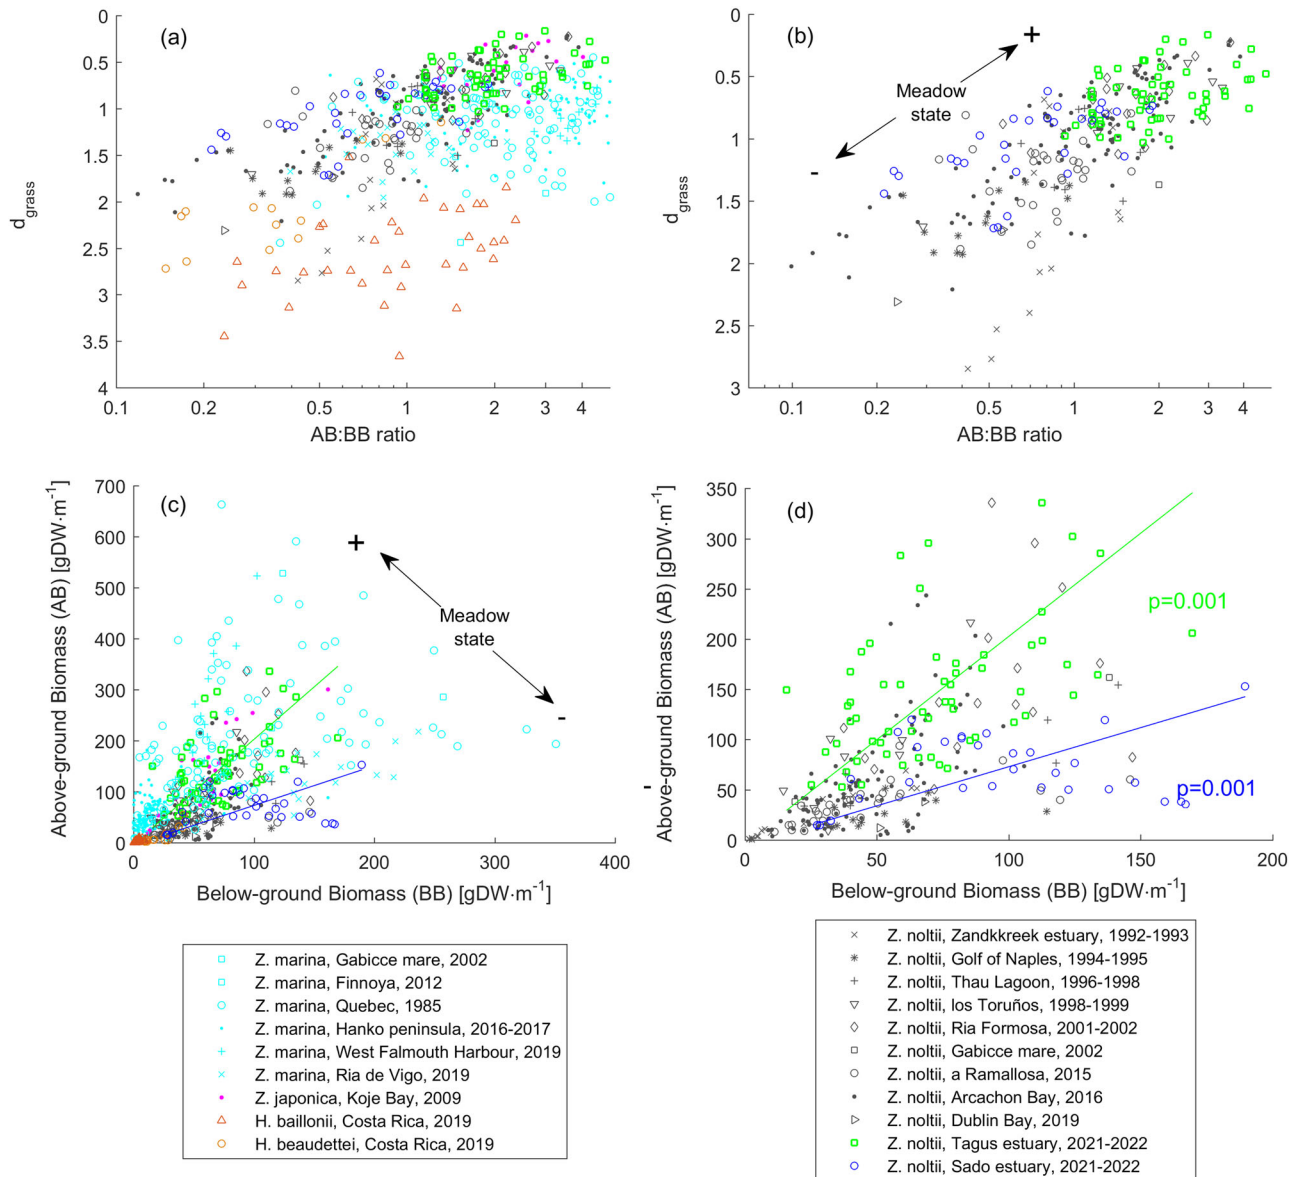 (a)
0
0.5
1
1.5
2
2.5
3
3.5
4
d_grass
0.1
0.2
0.5
1
2
3
4
AB:BB ratio
(b)
0
0.5
1
1.5
2
2.5
3
d_grass
+
Meadow
state
-
0.1
0.2
0.5
1
2
3
4
AB:BB ratio
(c)
700
600
500
400
300
200
100
0
Above-ground Biomass (AB) [gDW·m⁻¹]
+
Meadow
state
-
0
100
200
300
400
Below-ground Biomass (BB) [gDW·m⁻¹]
(d)
350
300
250
200
150
100
50
0
Above-ground Biomass (AB) [gDW·m⁻¹]
-
p=0.001
p=0.001
0
50
100
150
200
Below-ground Biomass (BB) [gDW·m⁻¹]
Z. marina, Gabicce mare, 2002
Z. marina, Finnoya, 2012
Z. marina, Quebec, 1985
Z. marina, Hanko peninsula, 2016-2017
Z. marina, West Falmouth Harbour, 2019
Z. marina, Ria de Vigo, 2019
Z. japonica, Koje Bay, 2009
H. baillonii, Costa Rica, 2019
H. beaudettei, Costa Rica, 2019
Z. noltii, Zandkkreek estuary, 1992-1993
Z. noltii, Golf of Naples, 1994-1995
Z. noltii, Thau Lagoon, 1996-1998
Z. noltii, los Toruños, 1998-1999
Z. noltii, Ria Formosa, 2001-2002
Z. noltii, Gabicce mare, 2002
Z. noltii, a Ramallosa, 2015
Z. noltii, Arcachon Bay, 2016
Z. noltii, Dublin Bay, 2019
Z. noltii, Tagus estuary, 2021-2022
Z. noltii, Sado estuary, 2021-2022